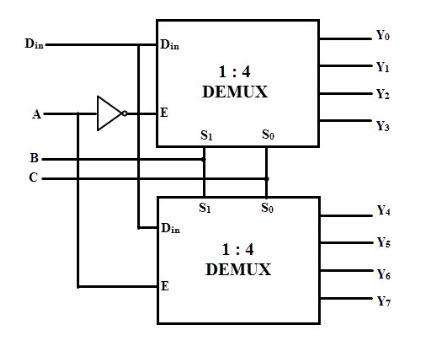 Din
Din
Y0
Y1
1 : 4
DEMUX
Y2
A
E
Y3
S1
S0
B
C
S1
S0
Y4
Din
Y5
1 : 4
DEMUX
Y6
E
Y7